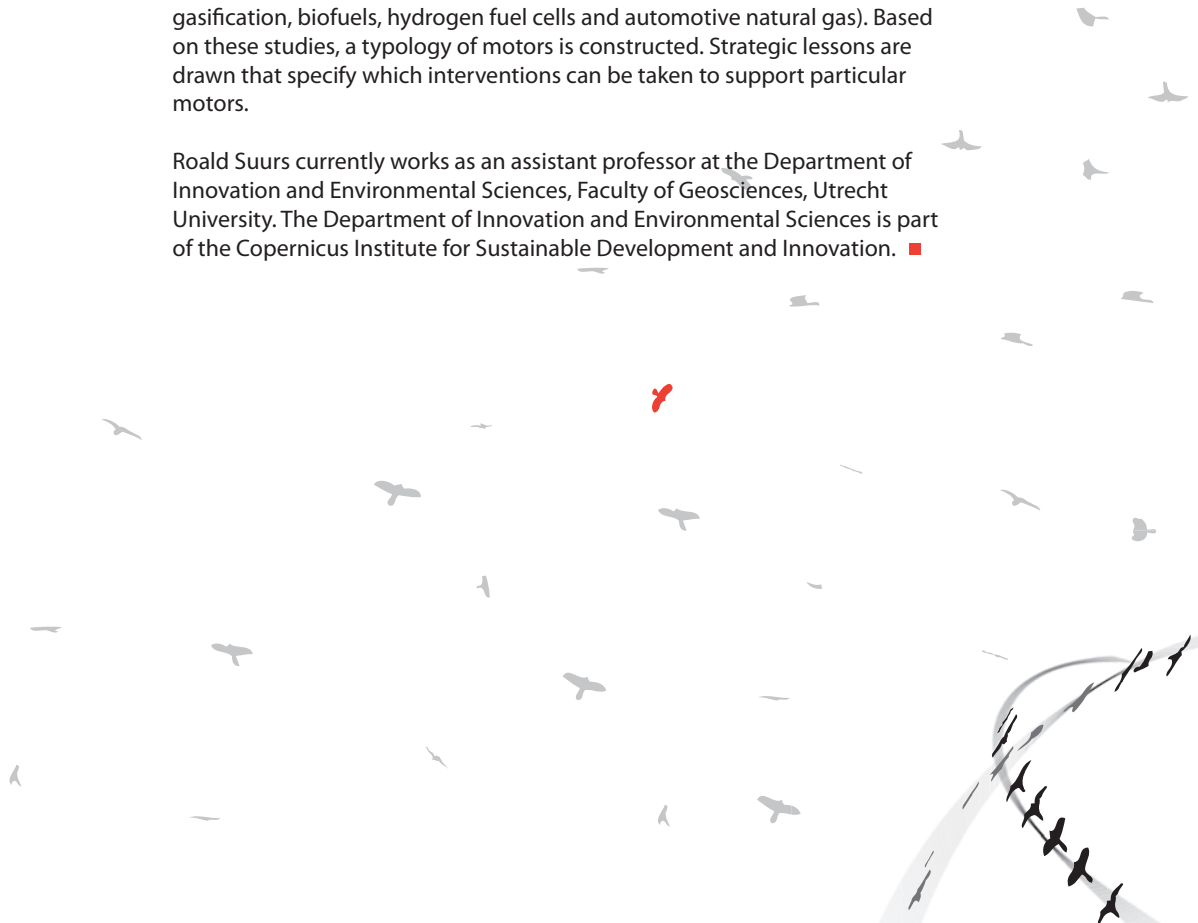 gasification, biofuels, hydrogen fuel cells and automotive natural gas). Based
on these studies, a typology of motors is constructed. Strategic lessons are
drawn that specify which interventions can be taken to support particular
motors.
Roald Suurs currently works as an assistant professor at the Department of
Innovation and Environmental Sciences, Faculty of Geosciences, Utrecht
University. The Department of Innovation and Environmental Sciences is part
of the Copernicus Institute for Sustainable Development and Innovation.